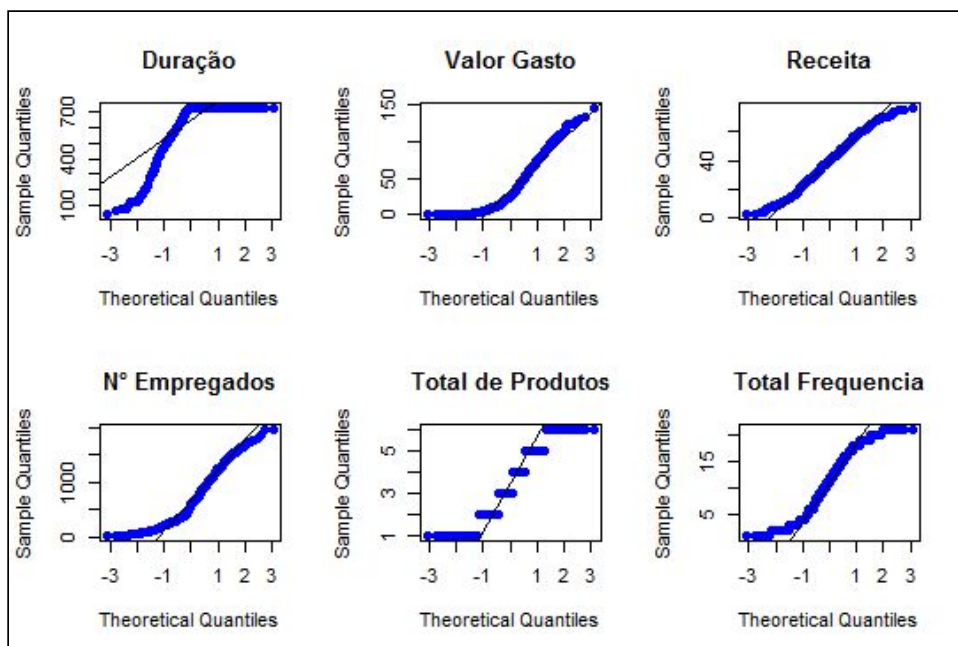 Duração
Sample Quantiles
100 400 700
-3 -1 1 2 3
Theoretical Quantiles
Valor Gasto
Sample Quantiles
0 50 150
-3 -1 1 2 3
Theoretical Quantiles
Receita
Sample Quantiles
0 40
-3 -1 1 2 3
Theoretical Quantiles
N° Empregados
Sample Quantiles
0 1000
-3 -1 1 2 3
Theoretical Quantiles
Total de Produtos
Sample Quantiles
1 3 5
-3 -1 1 2 3
Theoretical Quantiles
Total Frequencia
Sample Quantiles
5 15
-3 -1 1 2 3
Theoretical Quantiles